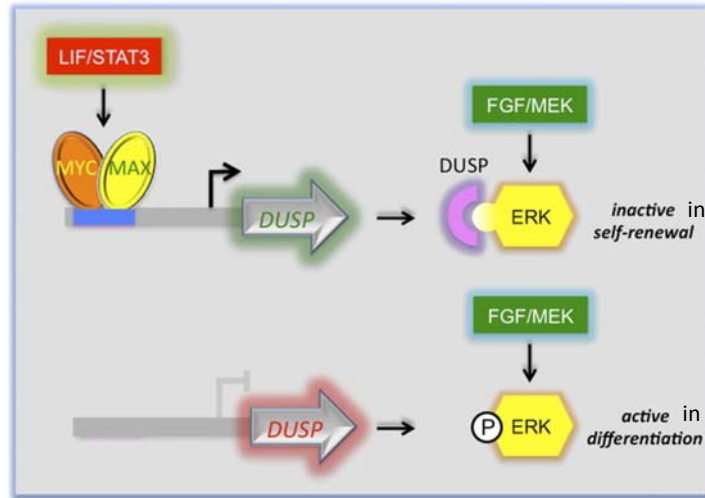 LIF/STAT3
FGF/MEK
MYC MAX
DUSP
DUSP
ERK
inactive in
self-renewal
FGF/MEK
DUSP
P
ERK
active in
differentiation